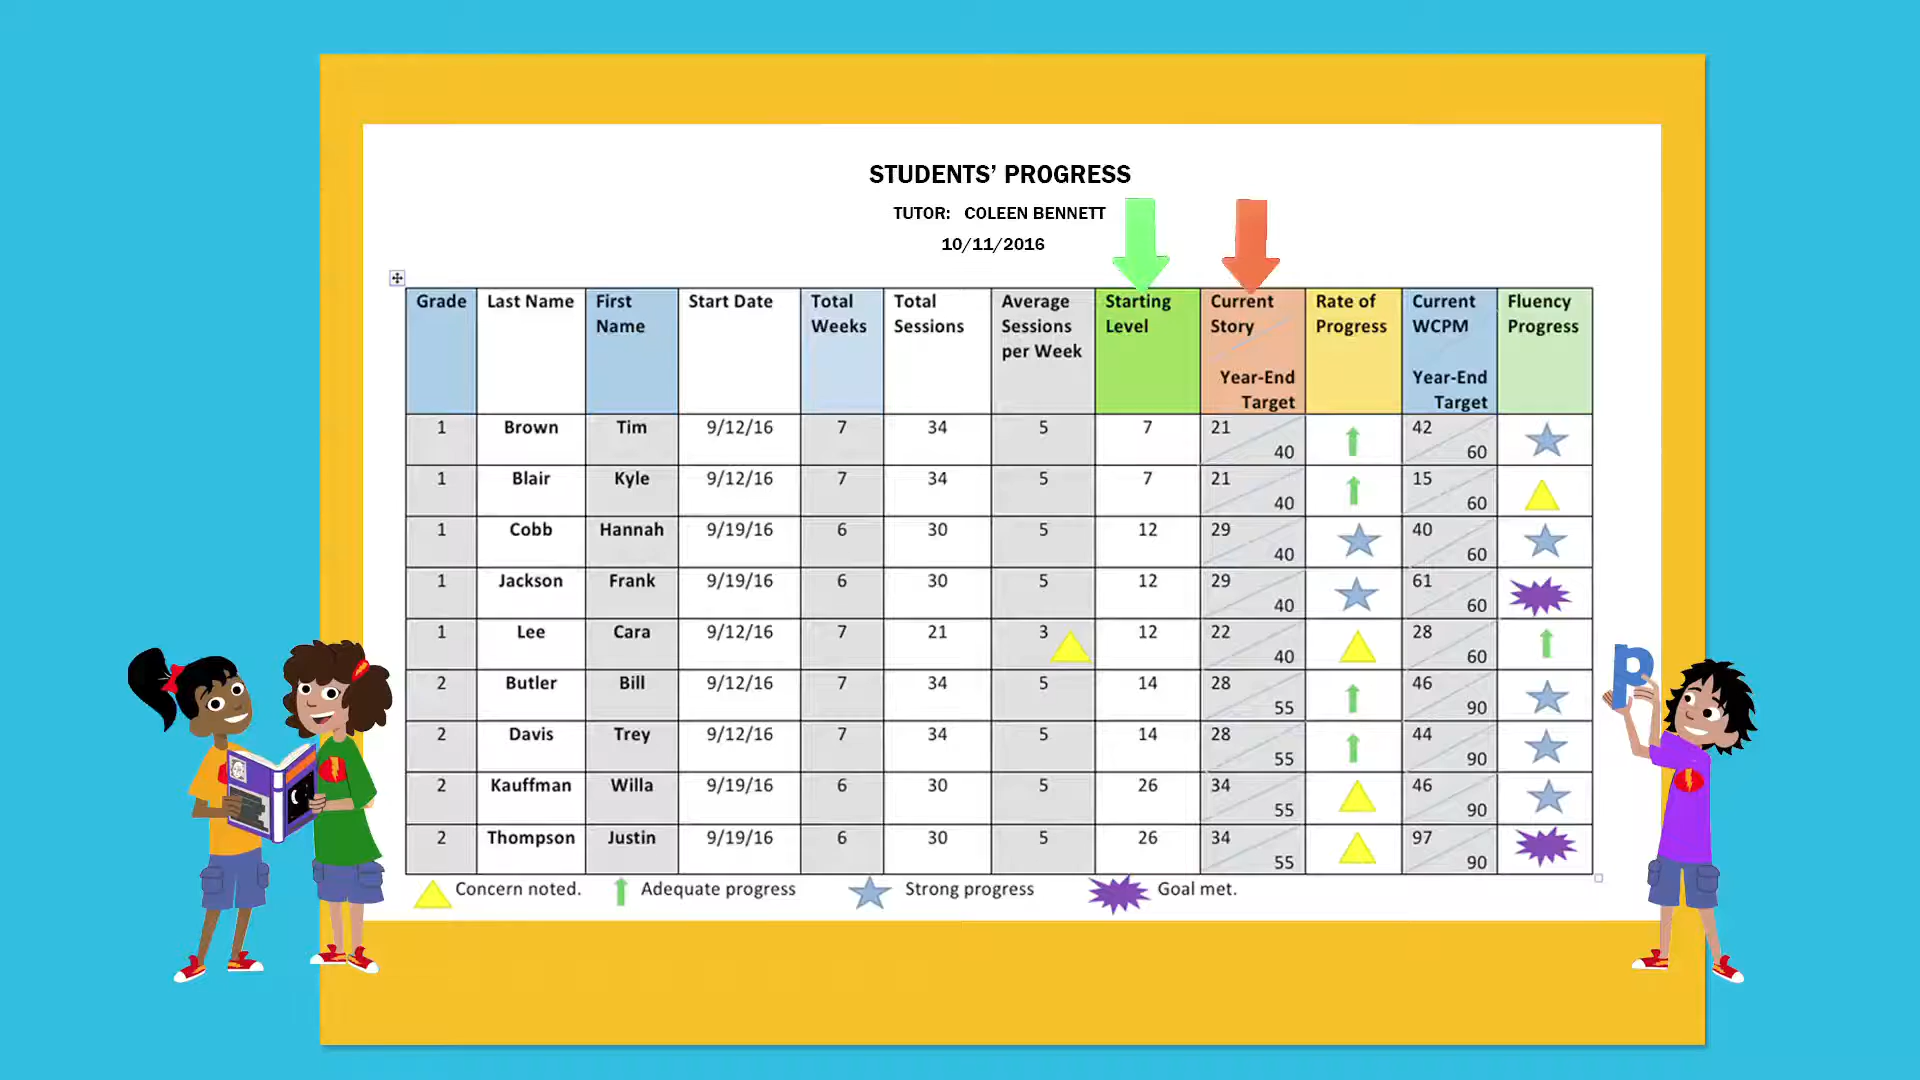 STUDENTS’ PROGRESS
TUTOR: COLEEN BENNETT
10/11/2016
Grade Last Name First Name Start Date Total Weeks Total Sessions Average Sessions per Week Starting Level Current Story Year-End Target Rate of Progress Current WCPM Year-End Target Fluency Progress
1 Brown Tim 9/12/16 7 34 5 7 21 40 42 60
1 Blair Kyle 9/12/16 7 34 5 7 21 40 15 60
1 Cobb Hannah 9/19/16 6 30 5 12 29 40 40 60
1 Jackson Frank 9/19/16 6 30 5 12 29 40 61 60
1 Lee Cara 9/12/16 7 21 3 12 22 40 28 60
2 Butler Bill 9/12/16 7 34 5 14 28 55 46 90
2 Davis Trey 9/12/16 7 34 5 14 28 55 44 90
2 Kauffman Willa 9/19/16 6 30 5 26 34 55 46 90
2 Thompson Justin 9/19/16 6 30 5 26 34 55 97 90
Concern noted. Adequate progress Strong progress Goal met.
p